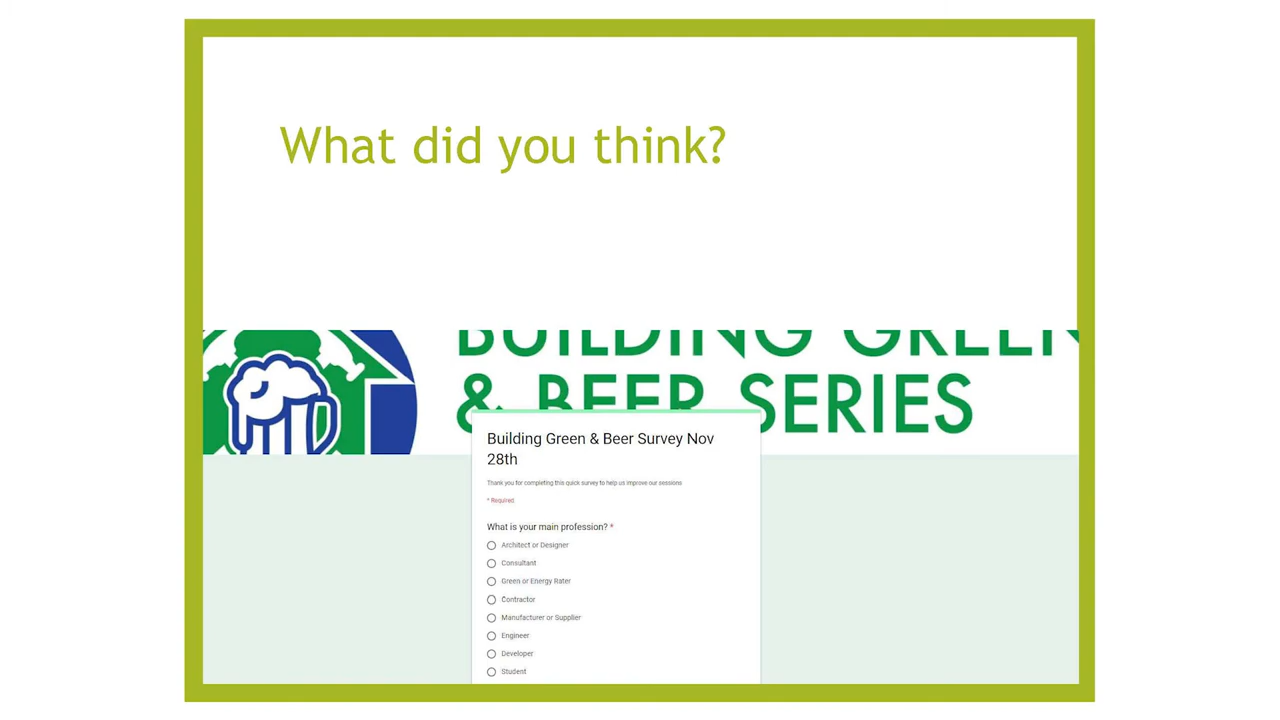 What did you think?
BUILDING GREEN
& BEER SERIES
Building Green & Beer Survey Nov
28th
Thank you for completing this quick survey to help us improve our sessions
* Required
What is your main profession? *
Architect or Designer
Consultant
Green or Energy Rater
Contractor
Manufacturer or Supplier
Engineer
Developer
Student